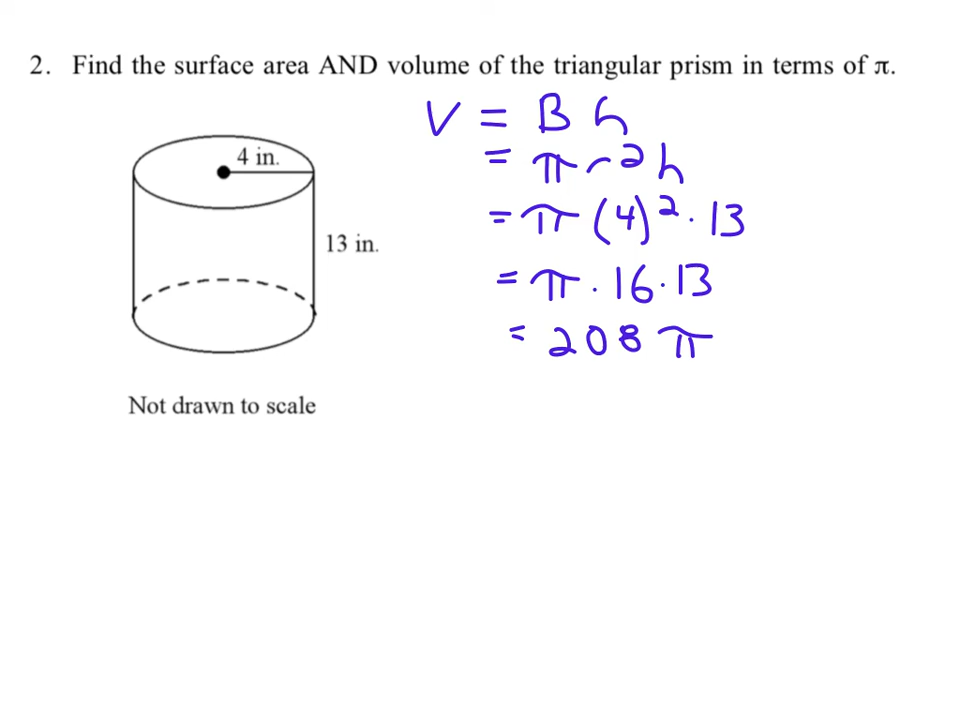 2. Find the surface area AND volume of the triangular prism in terms of π.
V = B h
= π r² h
4 in.
= π (4)² · 13
13 in.
= π · 16 · 13
= 208 π
Not drawn to scale